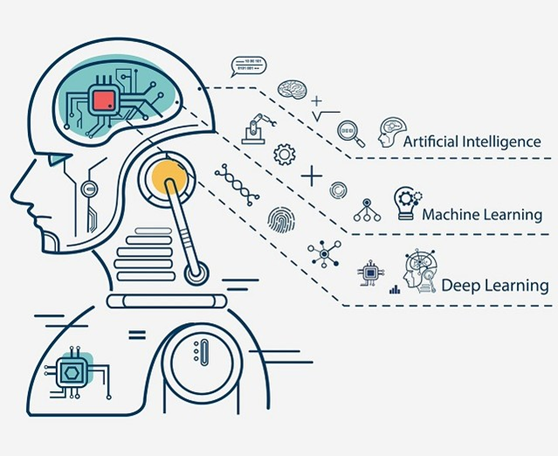 Artificial Intelligence
Machine Learning
Deep Learning